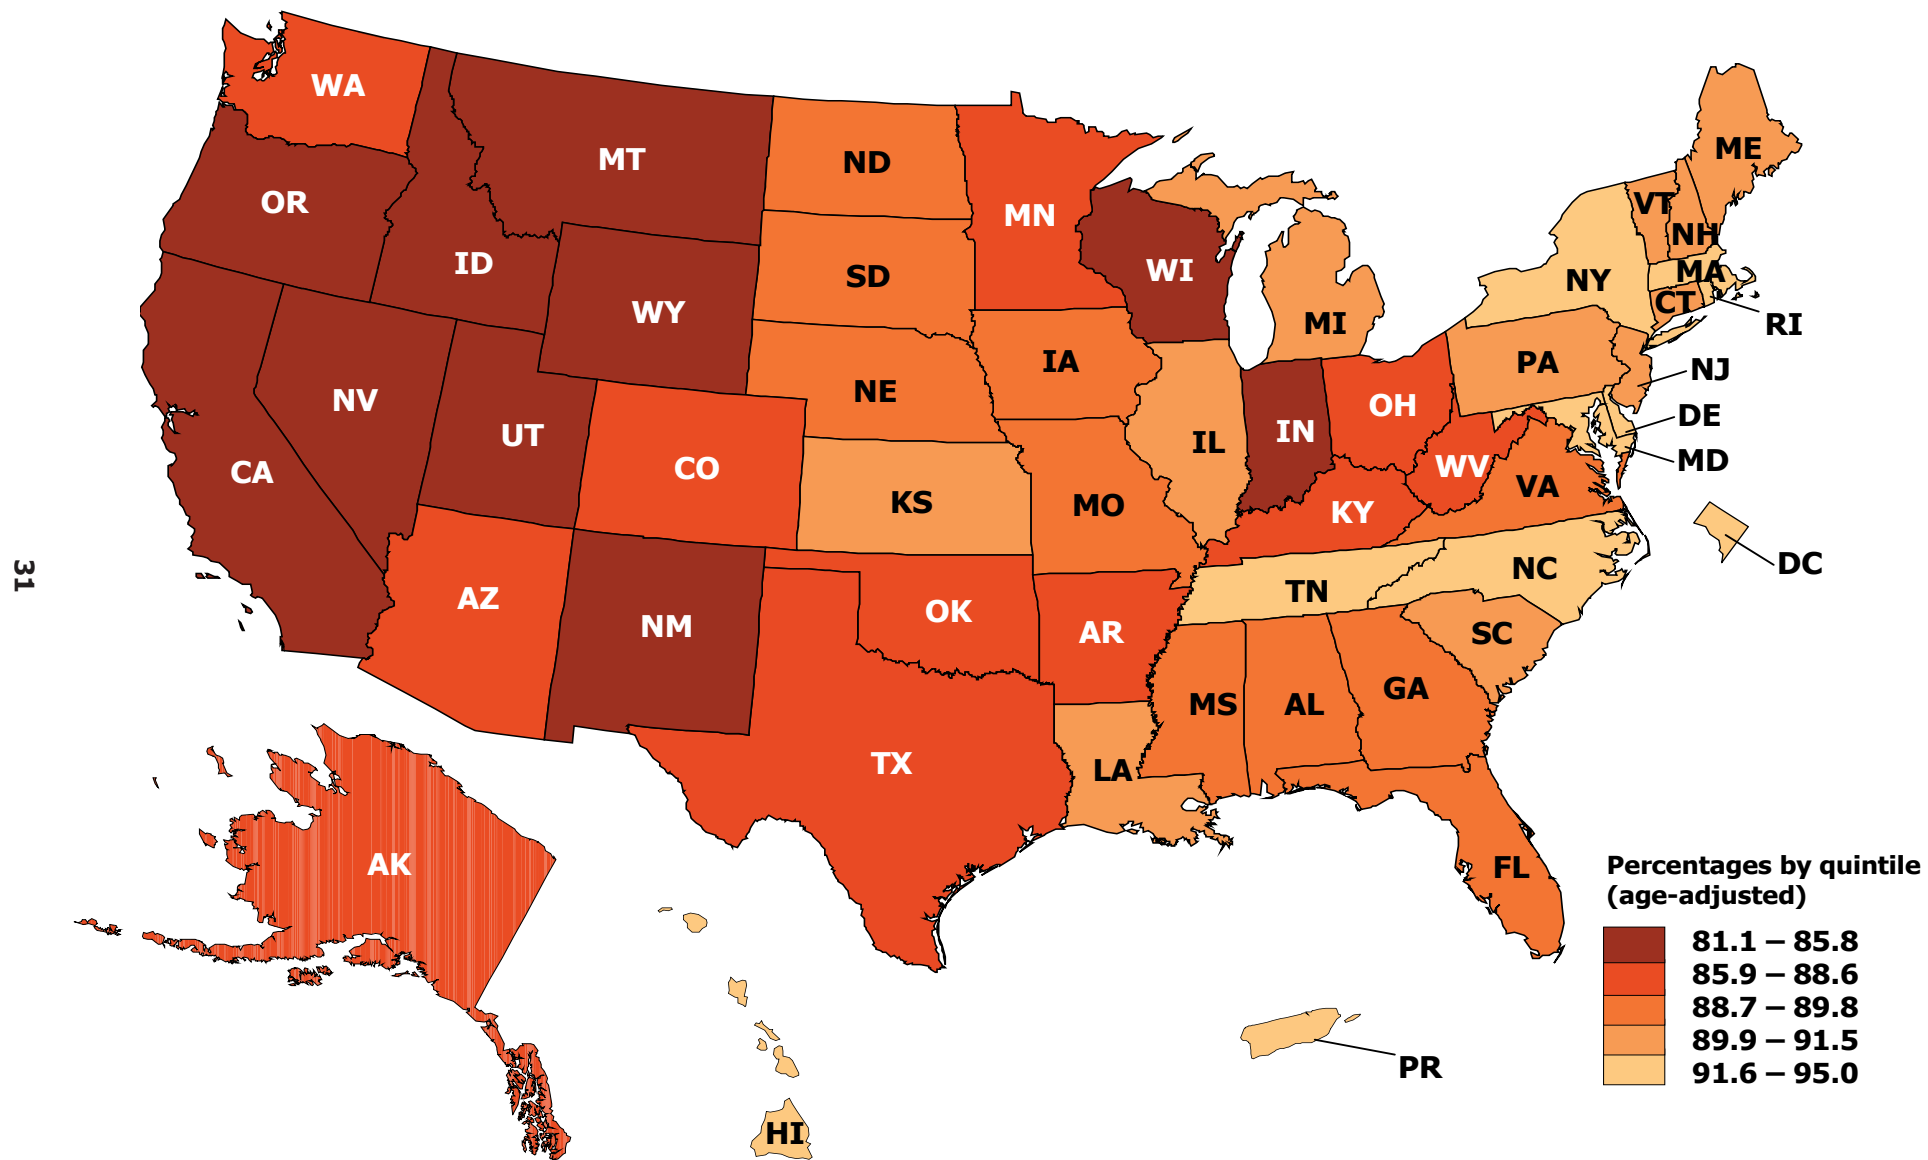 WA
MT
ND
ME
OR
MN
VT
NH
ID
WI
MA
SD
NY
CT
WY
MI
RI
IA
PA
NJ
NE
NV
OH
DE
UT
IN
IL
CO
MD
WV
CA
VA
KS
MO
KY
DC
NC
31
TN
AZ
OK
NM
AR
SC
GA
MS
AL
TX
LA
AK
FL
Percentages by quintile
(age-adjusted)
81.1 – 85.8
85.9 – 88.6
88.7 – 89.8
89.9 – 91.5
91.6 – 95.0
PR
HI